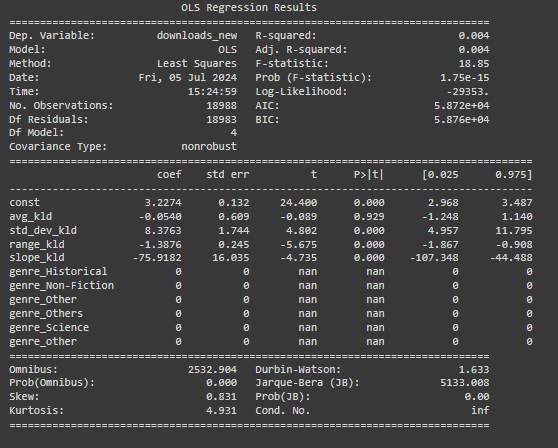 OLS Regression Results
==============================================================================
Dep. Variable:          downloads_new   R-squared:                       0.004
Model:                            OLS   Adj. R-squared:                  0.004
Method:                 Least Squares   F-statistic:                     18.85
Date:                Fri, 05 Jul 2024   Prob (F-statistic):           1.75e-15
Time:                        15:24:59   Log-Likelihood:                -29353.
No. Observations:               18988   AIC:                         5.872e+04
Df Residuals:                   18983   BIC:                         5.876e+04
Df Model:                           4
Covariance Type:            nonrobust
=====================================================================================
coef    std err          t      P>|t|      [0.025      0.975]
-------------------------------------------------------------------------------------
const                 3.2274      0.132     24.400      0.000       2.968       3.487
avg_kld              -0.0540      0.609     -0.089      0.929      -1.248       1.140
std_dev_kld           8.3763      1.744      4.802      0.000       4.957      11.795
range_kld            -1.3876      0.245     -5.675      0.000      -1.867      -0.908
slope_kld           -75.9182     16.035     -4.735      0.000    -107.348     -44.488
genre_Historical           0          0        nan        nan           0           0
genre_Non-Fiction          0          0        nan        nan           0           0
genre_Other                0          0        nan        nan           0           0
genre_Others               0          0        nan        nan           0           0
genre_Science              0          0        nan        nan           0           0
genre_other                0          0        nan        nan           0           0
==============================================================================
Omnibus:                     2532.904   Durbin-Watson:                   1.633
Prob(Omnibus):                  0.000   Jarque-Bera (JB):             5133.008
Skew:                           0.831   Prob(JB):                         0.00
Kurtosis:                       4.931   Cond. No.                          inf
==============================================================================